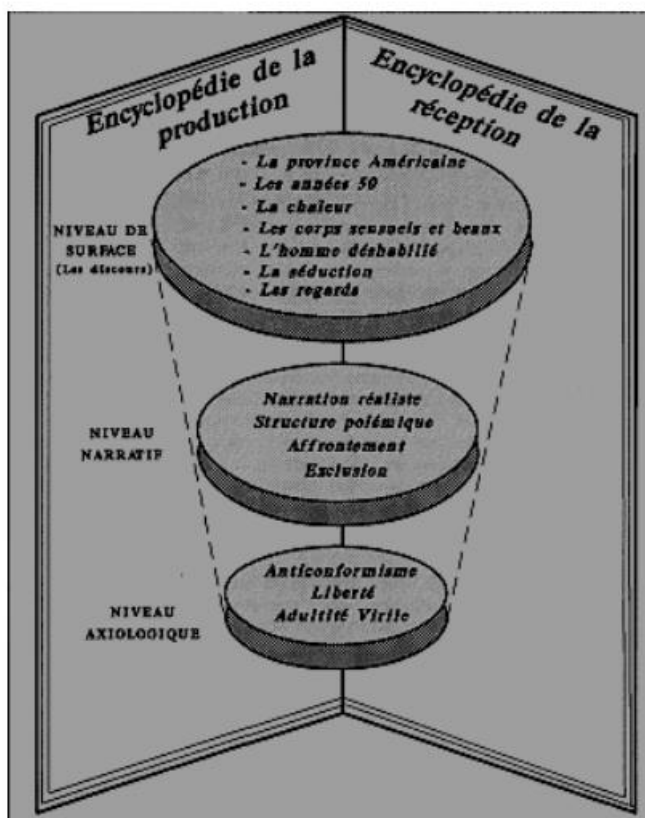 Encyclopédie de la
production
Encyclopédie de la
réception
- La province Américaine
- Les années 50
- La chaleur
- Les corps sensuels et beaux
- L'homme déshabillé
- La séduction
- Les regards
NIVEAU DE
SURFACE
(Les discours)
Narration réaliste
Structure polémique
Affrontement
Exclusion
NIVEAU
NARRATIF
Anticonformisme
Liberté
Adultité Virile
NIVEAU
AXIOLOGIQUE